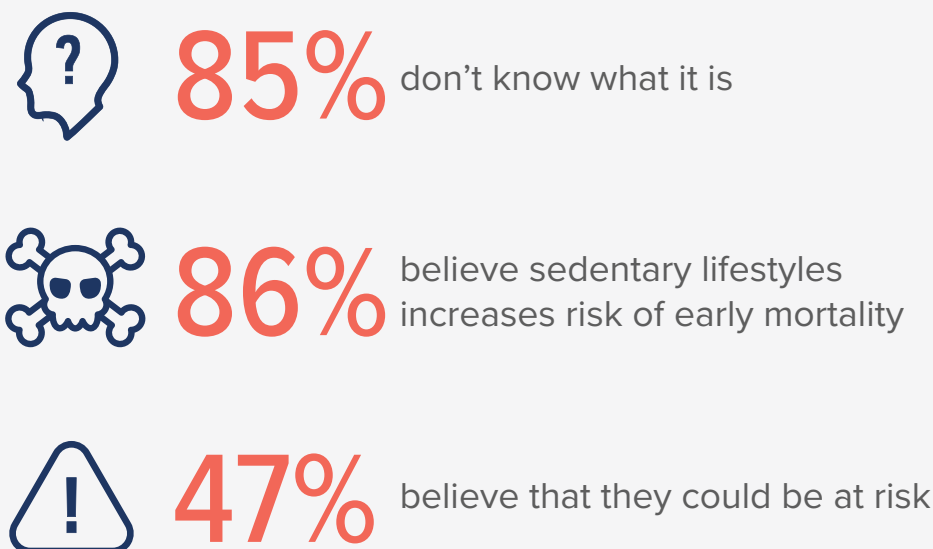 ?
85% don’t know what it is
86% believe sedentary lifestyles
increases risk of early mortality
!
47% believe that they could be at risk